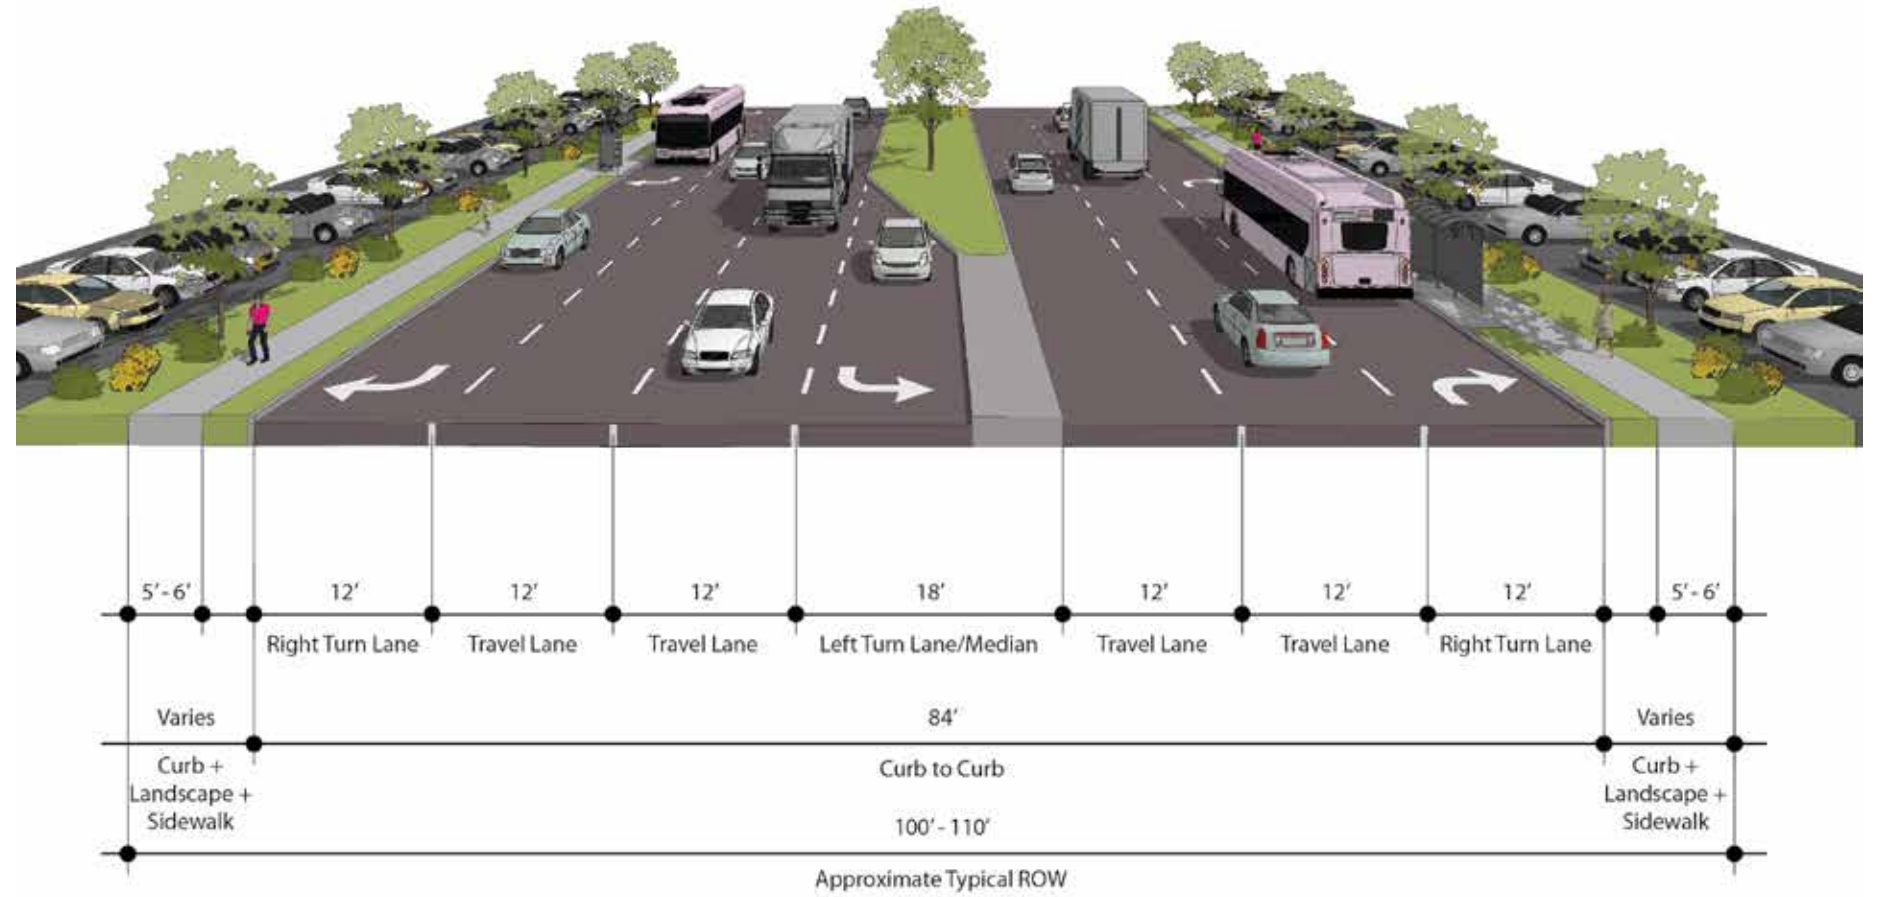 5’ - 6’ 12’ 12’ 12’ 18’ 12’ 12’ 12’ 5’ - 6’
Right Turn Lane Travel Lane Travel Lane Left Turn Lane/Median Travel Lane Travel Lane Right Turn Lane
Varies 84’ Varies
Curb +
Landscape +
Sidewalk
Curb to Curb
Curb +
Landscape +
Sidewalk
100’ - 110’
Approximate Typical ROW